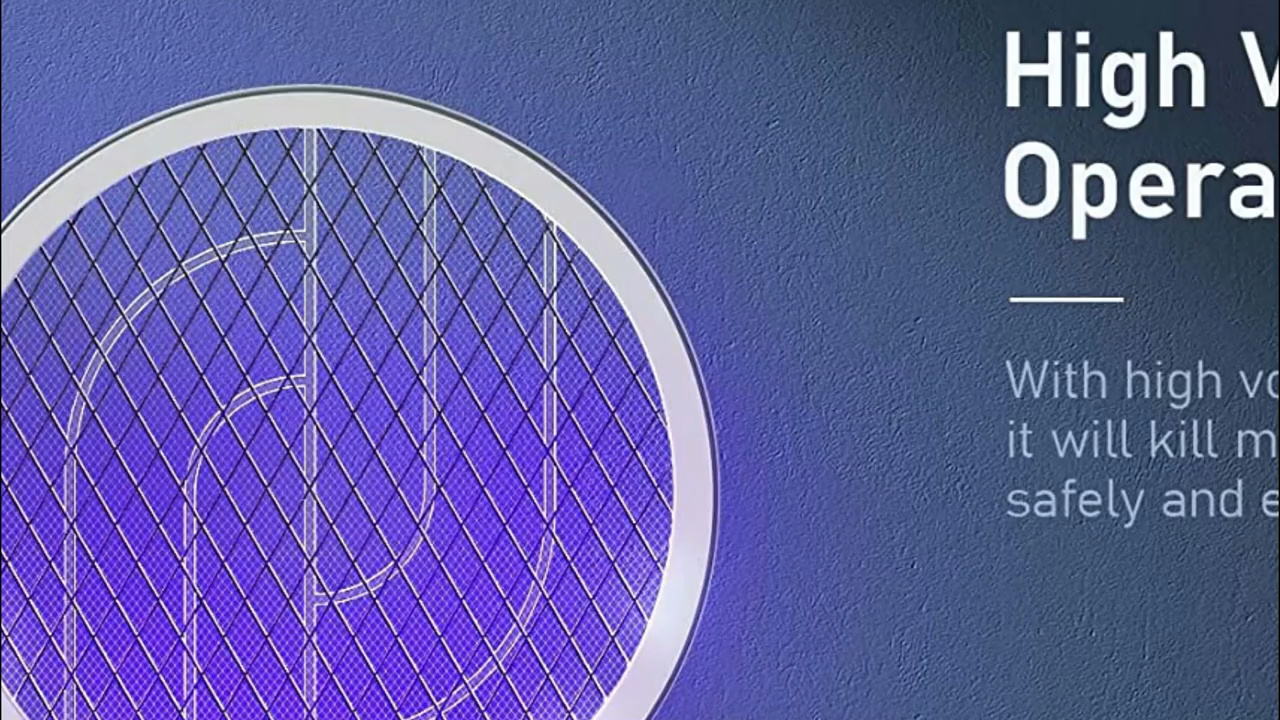 High
Opera
With high vo
it will kill m
safely and e